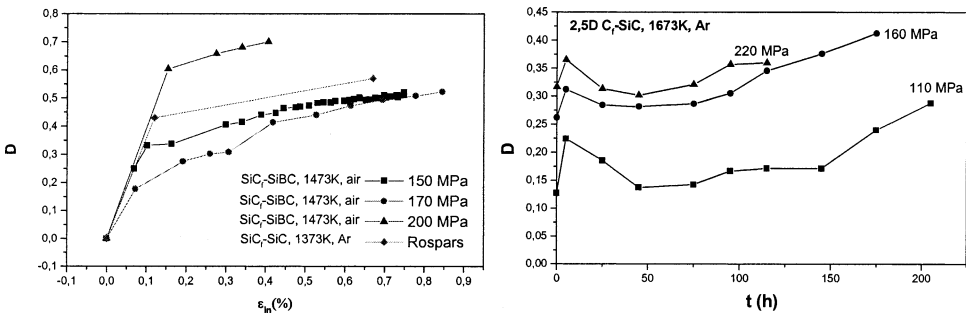 0,8
0,7
0,6
0,5
0,4
0,3
0,2
0,1
0,0
-0,1
D
SiCf-SiBC, 1473K, air 150 MPa
SiCf-SiBC, 1473K, air 170 MPa
SiCf-SiBC, 1473K, air 200 MPa
SiCf-SiC, 1373K, Ar Rospars
-0,1 0,0 0,1 0,2 0,3 0,4 0,5 0,6 0,7 0,8 0,9
εin(%)
2,5D Cf-SiC, 1673K, Ar
220 MPa
160 MPa
110 MPa
0,45
0,40
0,35
0,30
0,25
0,20
0,15
0,10
0,05
0,00
D
0 50 100 150 200
t (h)